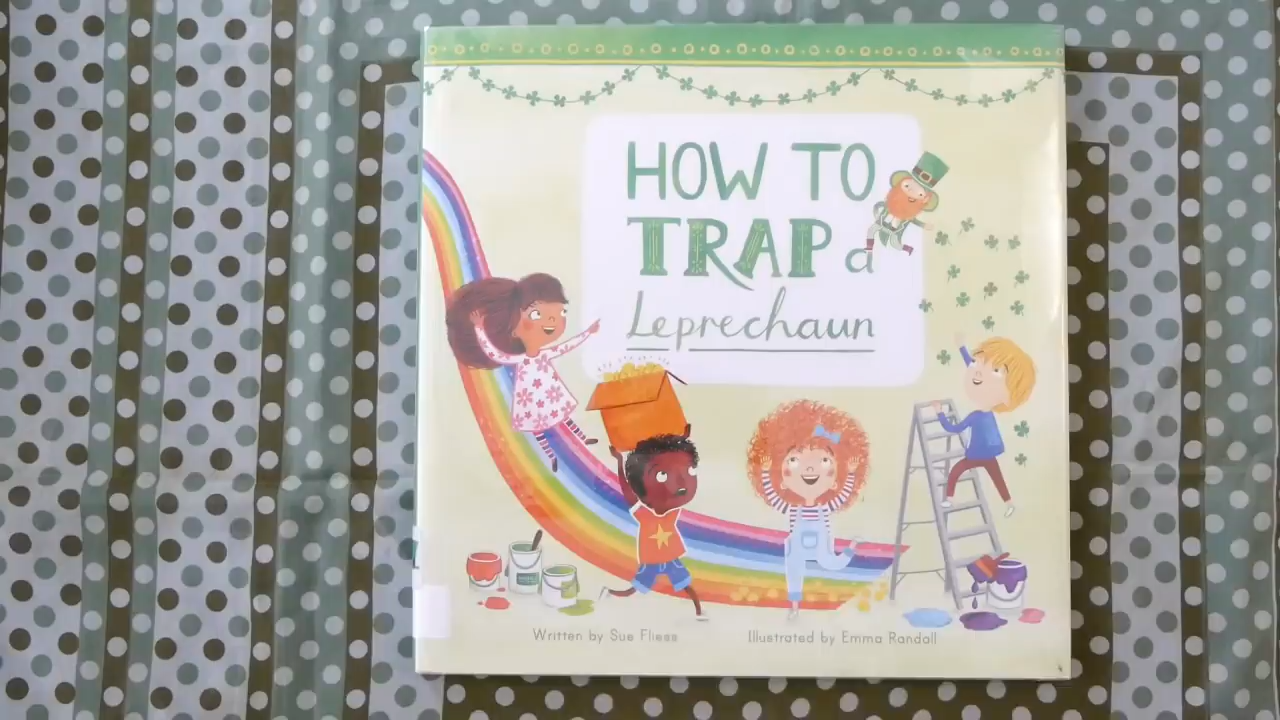 HOW TO
TRAP a
Leprechaun
Written by Sue Fliess
Illustrated by Emma Randall